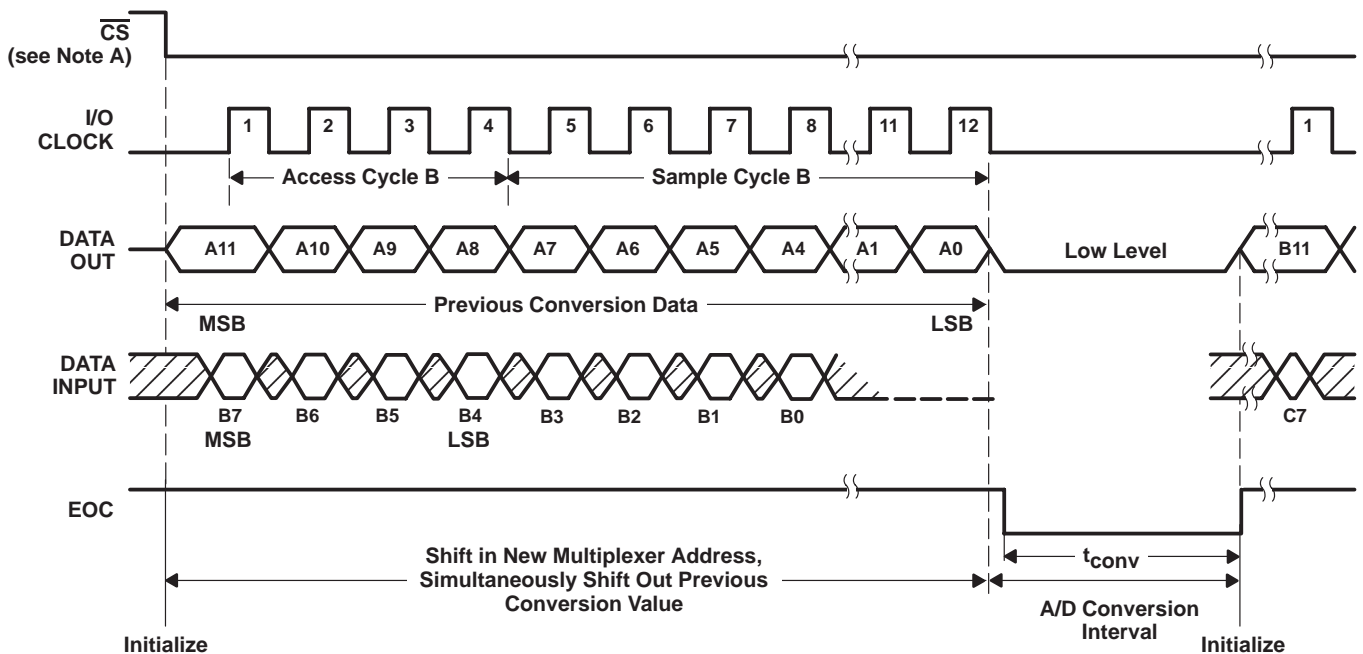 CS
(see Note A)
I/O
CLOCK
1 2 3 4 5 6 7 8 11 12 1
Access Cycle B Sample Cycle B
DATA
OUT
A11 A10 A9 A8 A7 A6 A5 A4 A1 A0 Low Level B11
Previous Conversion Data
MSB LSB
DATA
INPUT
B7 B6 B5 B4 B3 B2 B1 B0 C7
MSB LSB
EOC
Shift in New Multiplexer Address,
Simultaneously Shift Out Previous
Conversion Value
tconv
A/D Conversion
Interval
Initialize Initialize